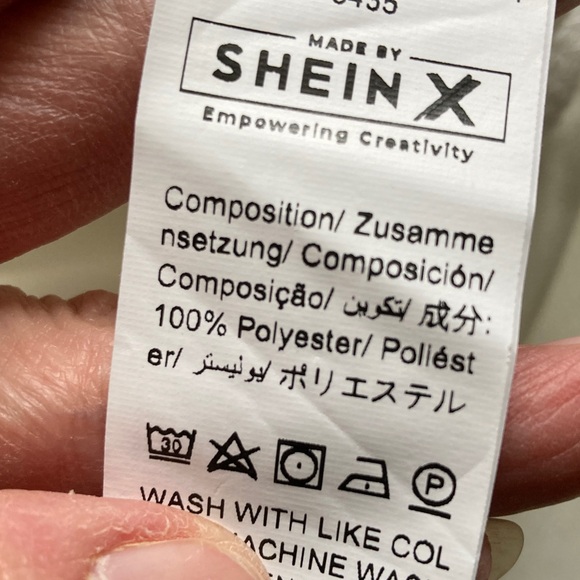 MADE BY
SHEIN X
Empowering Creativity
Composition/ Zusamme
nsetzung/ Composición/
Composição/ تكوين/ 成分:
100% Polyester/ Poliést
er/ بوليستر/ ポリエステル
30
P
WASH WITH LIKE COL